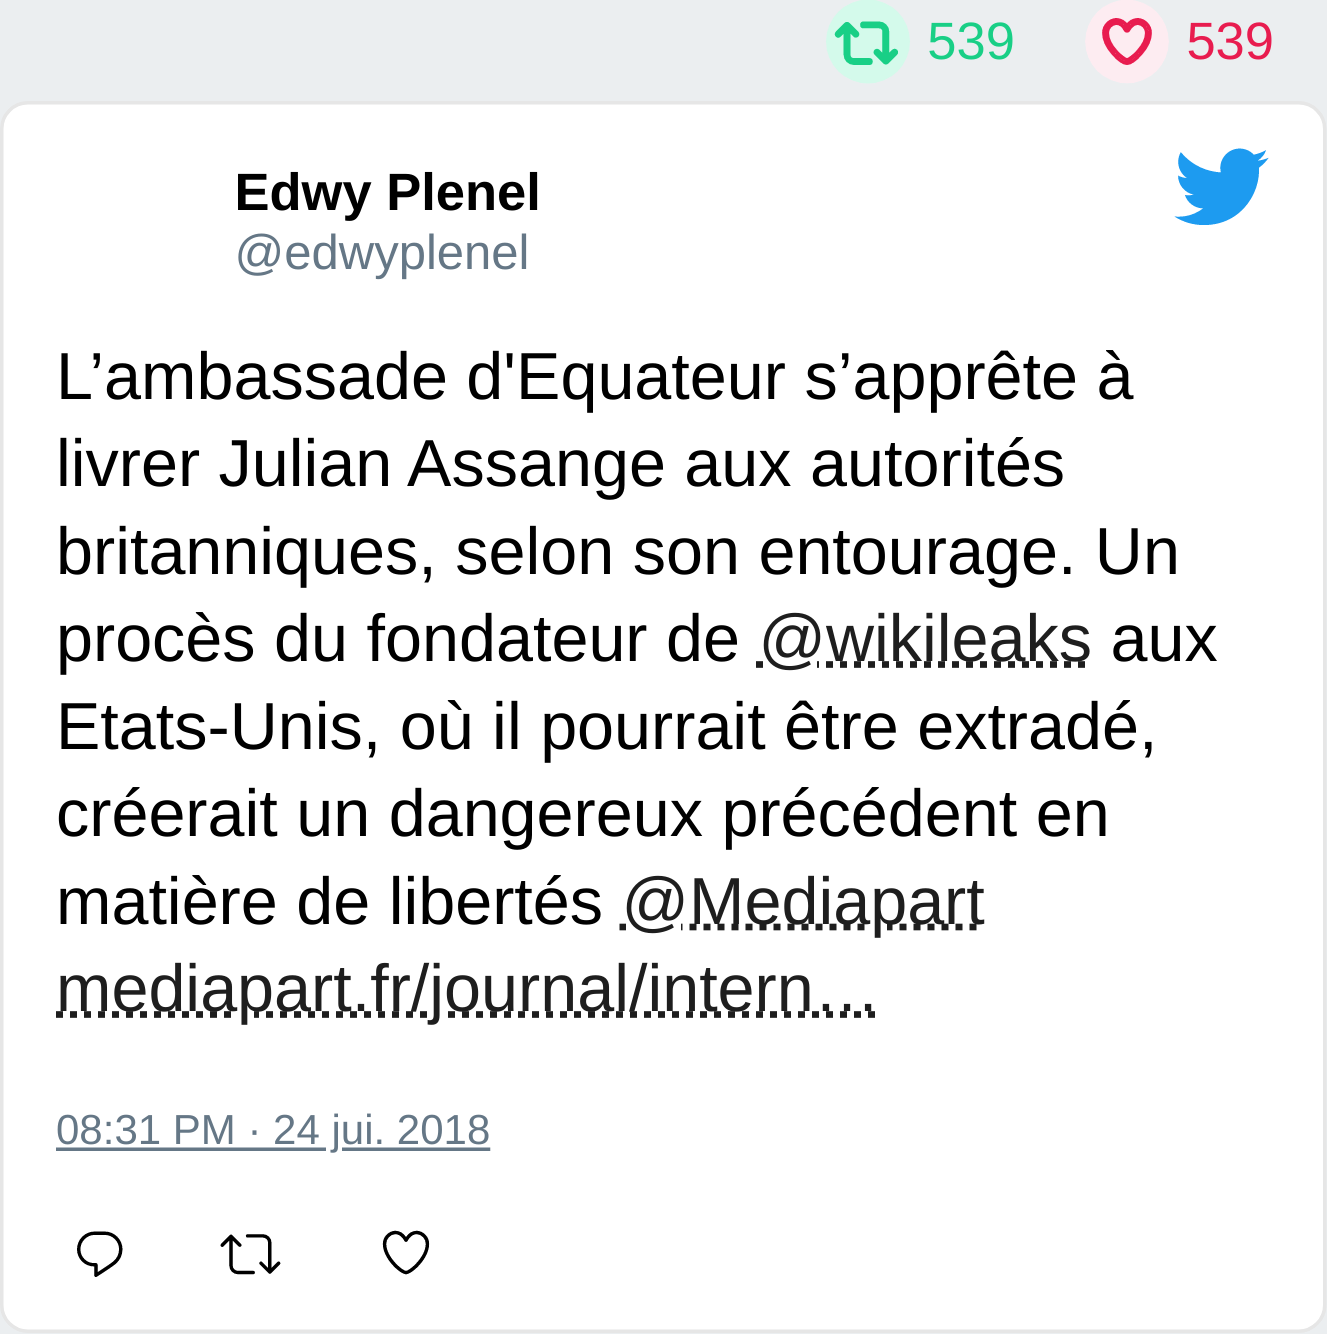 539 539
Edwy Plenel
@edwyplenel
L’ambassade d'Equateur s’apprête à
livrer Julian Assange aux autorités
britanniques, selon son entourage. Un
procès du fondateur de @wikileaks aux
Etats-Unis, où il pourrait être extradé,
créerait un dangereux précédent en
matière de libertés @Mediapart
mediapart.fr/journal/intern…
08:31 PM · 24 jui. 2018